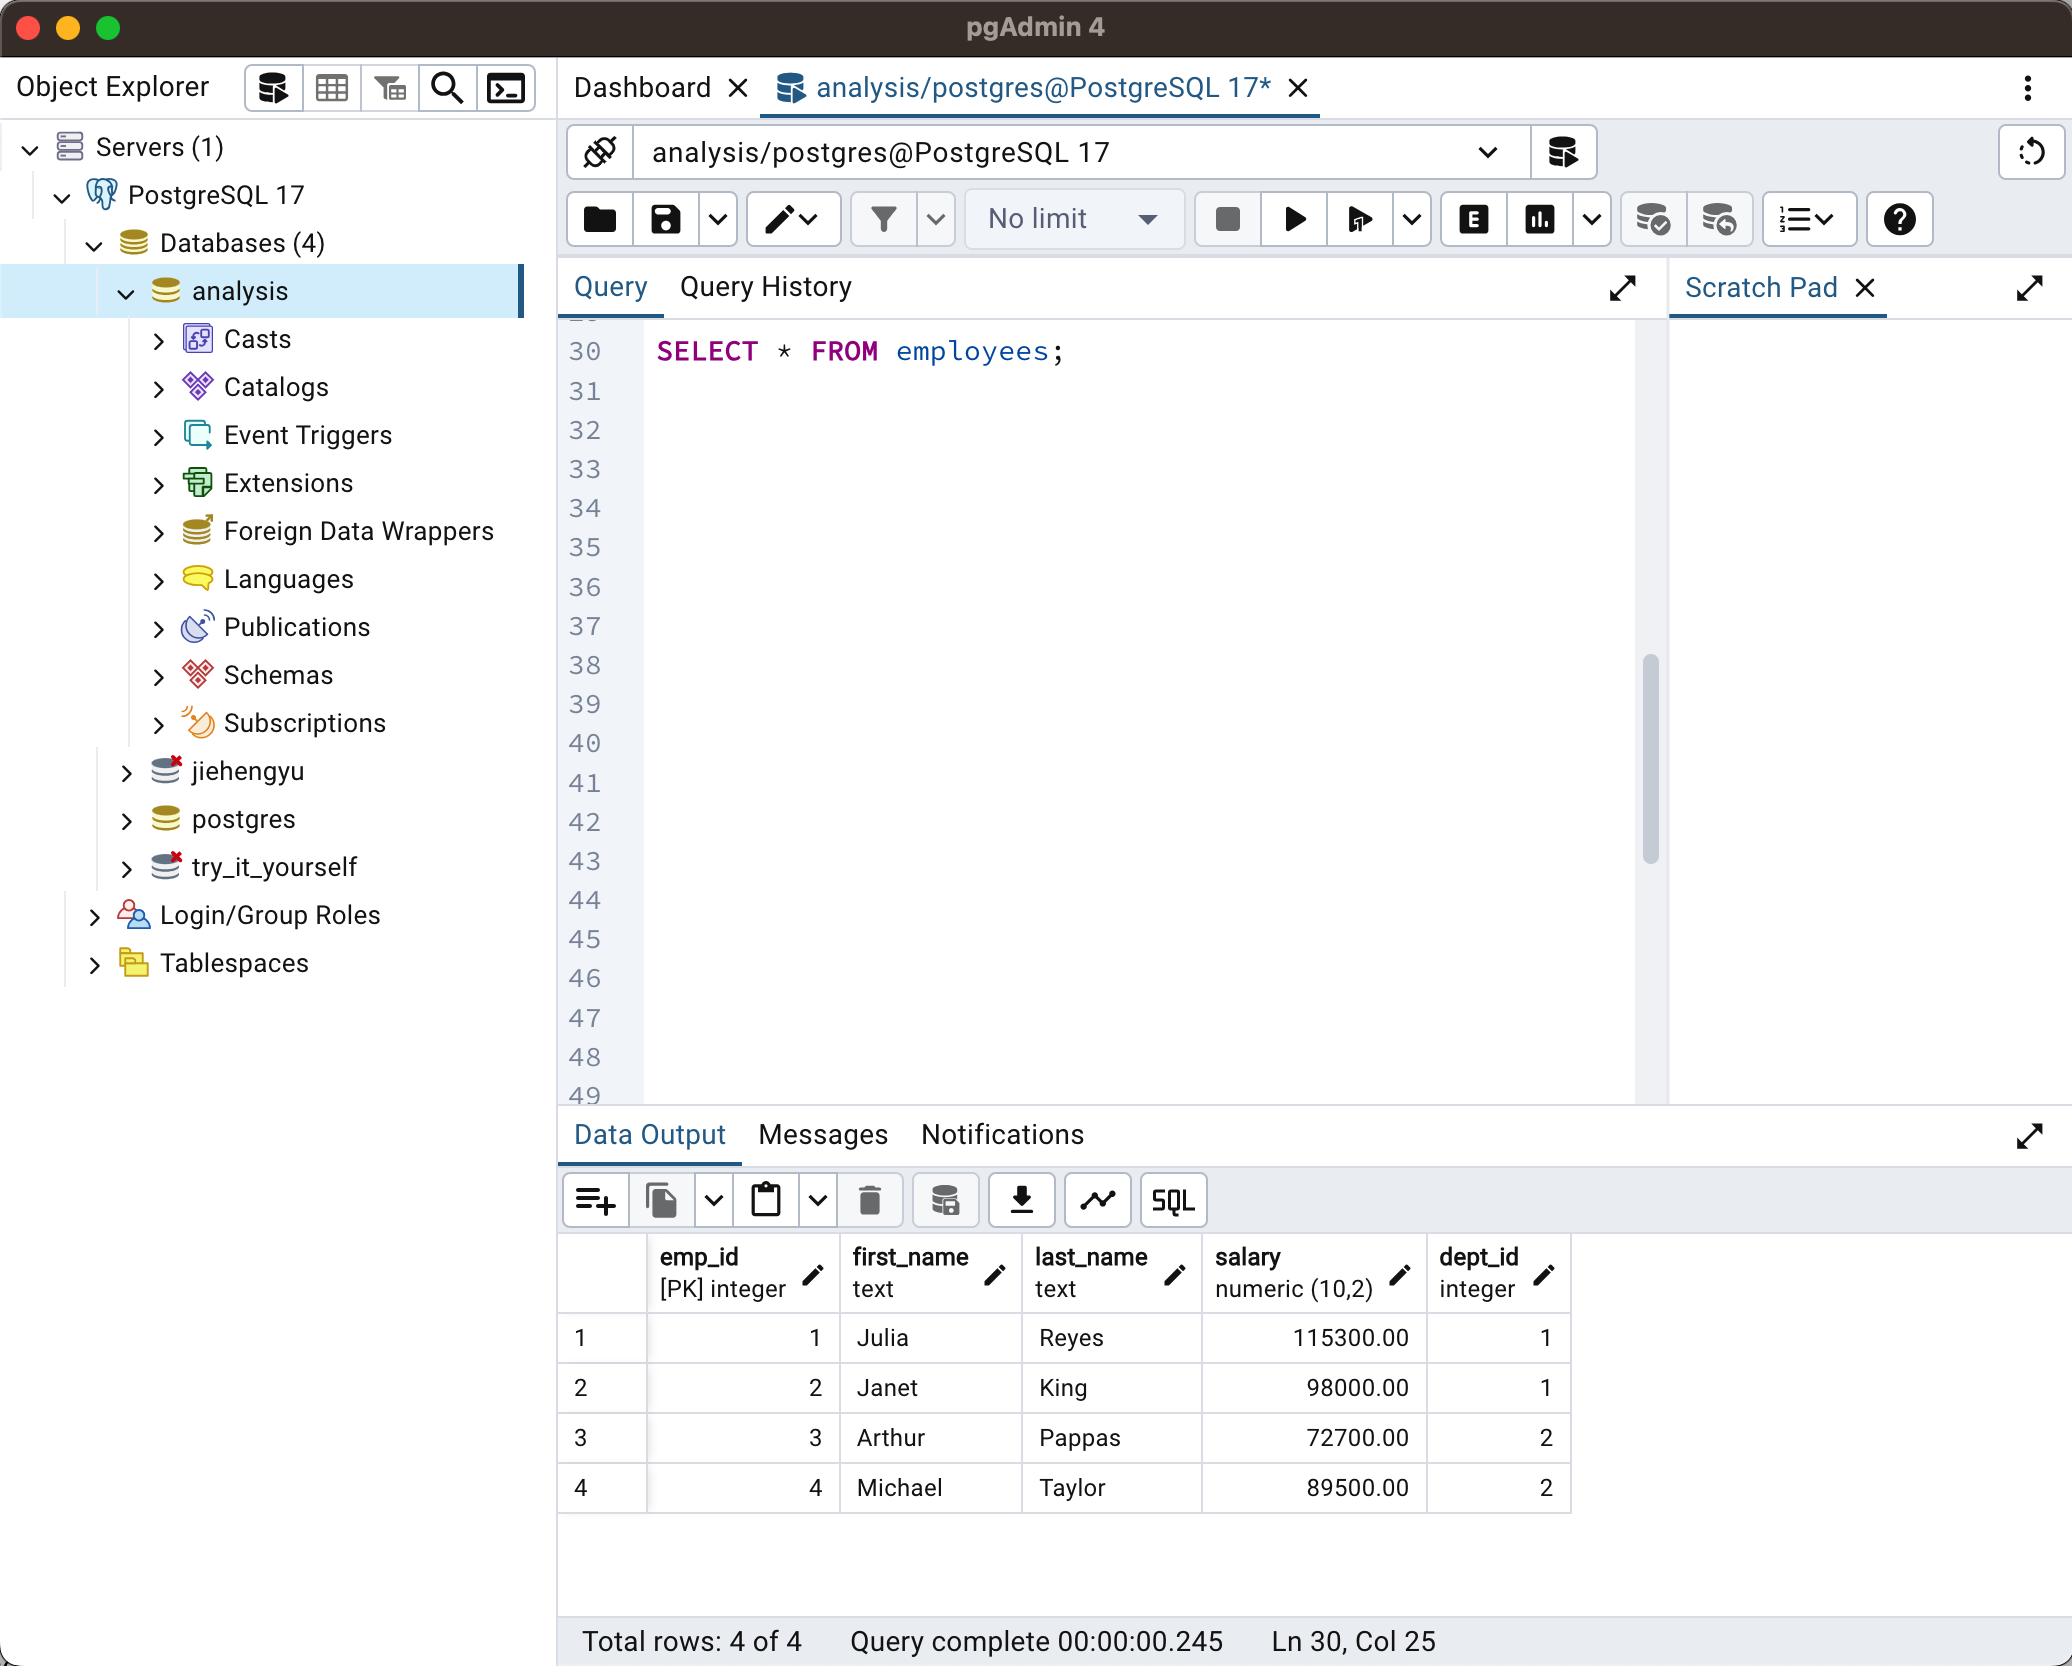 pgAdmin 4
Object Explorer
Dashboard
analysis/postgres@PostgreSQL 17*
Servers (1)
PostgreSQL 17
Databases (4)
analysis
Casts
Catalogs
Event Triggers
Extensions
Foreign Data Wrappers
Languages
Publications
Schemas
Subscriptions
jiehengyu
postgres
try_it_yourself
Login/Group Roles
Tablespaces
analysis/postgres@PostgreSQL 17
No limit
E
Query
Query History
Scratch Pad
30 SELECT * FROM employees;
31
32
33
34
35
36
37
38
39
40
41
42
43
44
45
46
47
48
49
Data Output
Messages
Notifications
SQL
emp_id first_name last_name salary dept_id
[PK] integer text text numeric (10,2) integer
1 1 Julia Reyes 115300.00 1
2 2 Janet King 98000.00 1
3 3 Arthur Pappas 72700.00 2
4 4 Michael Taylor 89500.00 2
Total rows: 4 of 4 Query complete 00:00:00.245 Ln 30, Col 25